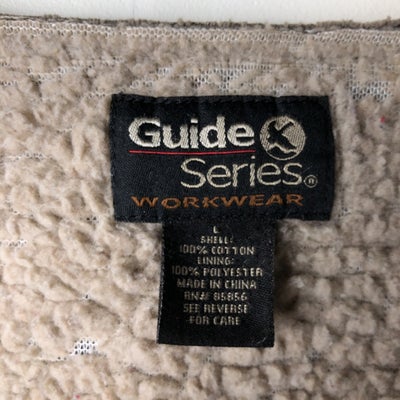 Guide
Series®
WORKWEAR
L
SHELL:
100% COTTON
LINING:
100% POLYESTER
MADE IN CHINA
RN# 85856
SEE REVERSE
FOR CARE